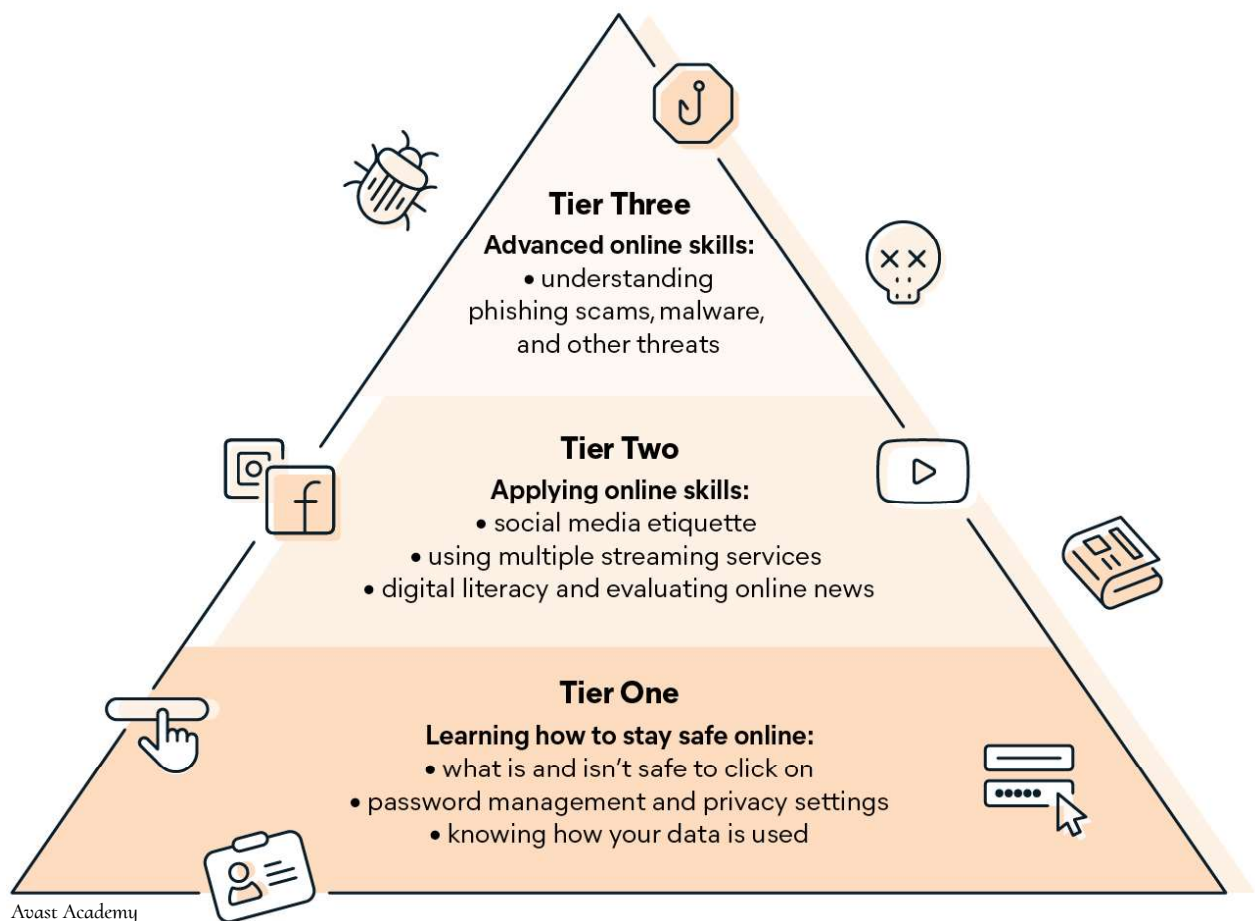 Tier Three
Advanced online skills:
• understanding
phishing scams, malware,
and other threats
Tier Two
Applying online skills:
• social media etiquette
• using multiple streaming services
• digital literacy and evaluating online news
Tier One
Learning how to stay safe online:
• what is and isn’t safe to click on
• password management and privacy settings
• knowing how your data is used
Avast Academy